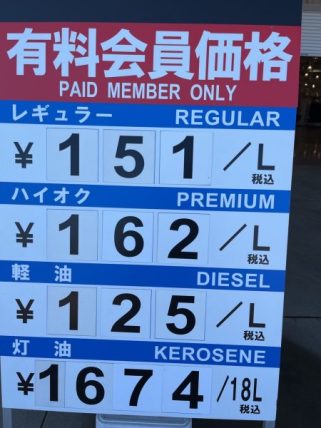 有料会員価格
PAID MEMBER ONLY
レギュラー REGULAR
¥151/L
税込
ハイオク PREMIUM
¥162/L
税込
軽油 DIESEL
¥125/L
税込
灯油 KEROSENE
¥1674/18L
税込